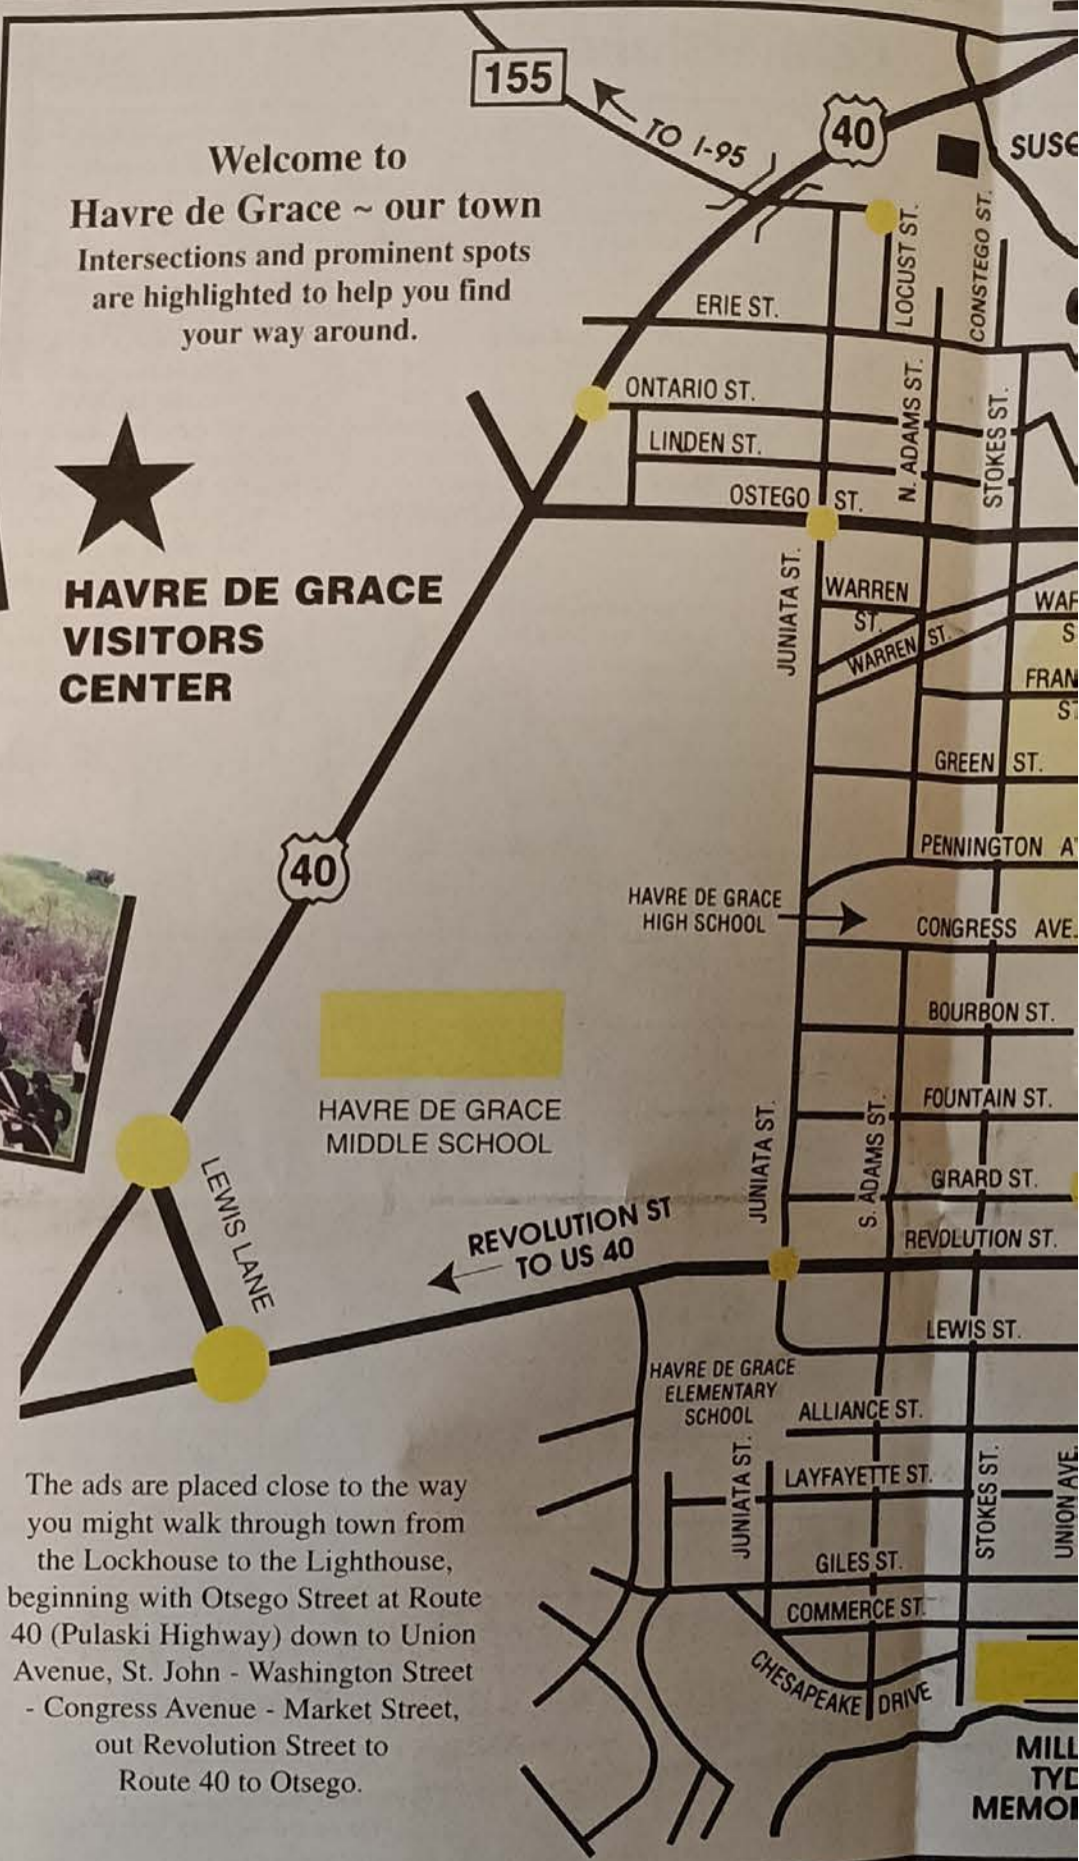 155
TO I-95
40
SUSC
Welcome to
Havre de Grace ~ our town
Intersections and prominent spots
are highlighted to help you find
your way around.
LOCUST ST.
CONSTEGO ST.
ERIE ST.
ONTARIO ST.
LINDEN ST.
N. ADAMS ST.
STOKES ST.
OSTEGO ST.
HAVRE DE GRACE
VISITORS
CENTER
JUNIATA ST.
WARREN
ST.
WARREN ST.
WAR
S
FRAN
ST
GREEN ST.
40
PENNINGTON A
HAVRE DE GRACE
HIGH SCHOOL
CONGRESS AVE.
BOURBON ST.
HAVRE DE GRACE
MIDDLE SCHOOL
FOUNTAIN ST.
JUNIATA ST.
S. ADAMS ST.
GIRARD ST.
LEWIS LANE
REVOLUTION ST
TO US 40
REVOLUTION ST.
LEWIS ST.
HAVRE DE GRACE
ELEMENTARY
SCHOOL
ALLIANCE ST.
JUNIATA ST.
LAYFAYETTE ST.
STOKES ST.
UNION AVE.
GILES ST.
COMMERCE ST.
CHESAPEAKE DRIVE
The ads are placed close to the way
you might walk through town from
the Lockhouse to the Lighthouse,
beginning with Otsego Street at Route
40 (Pulaski Highway) down to Union
Avenue, St. John - Washington Street
- Congress Avenue - Market Street,
out Revolution Street to
Route 40 to Otsego.
MILL
TYD
MEMO